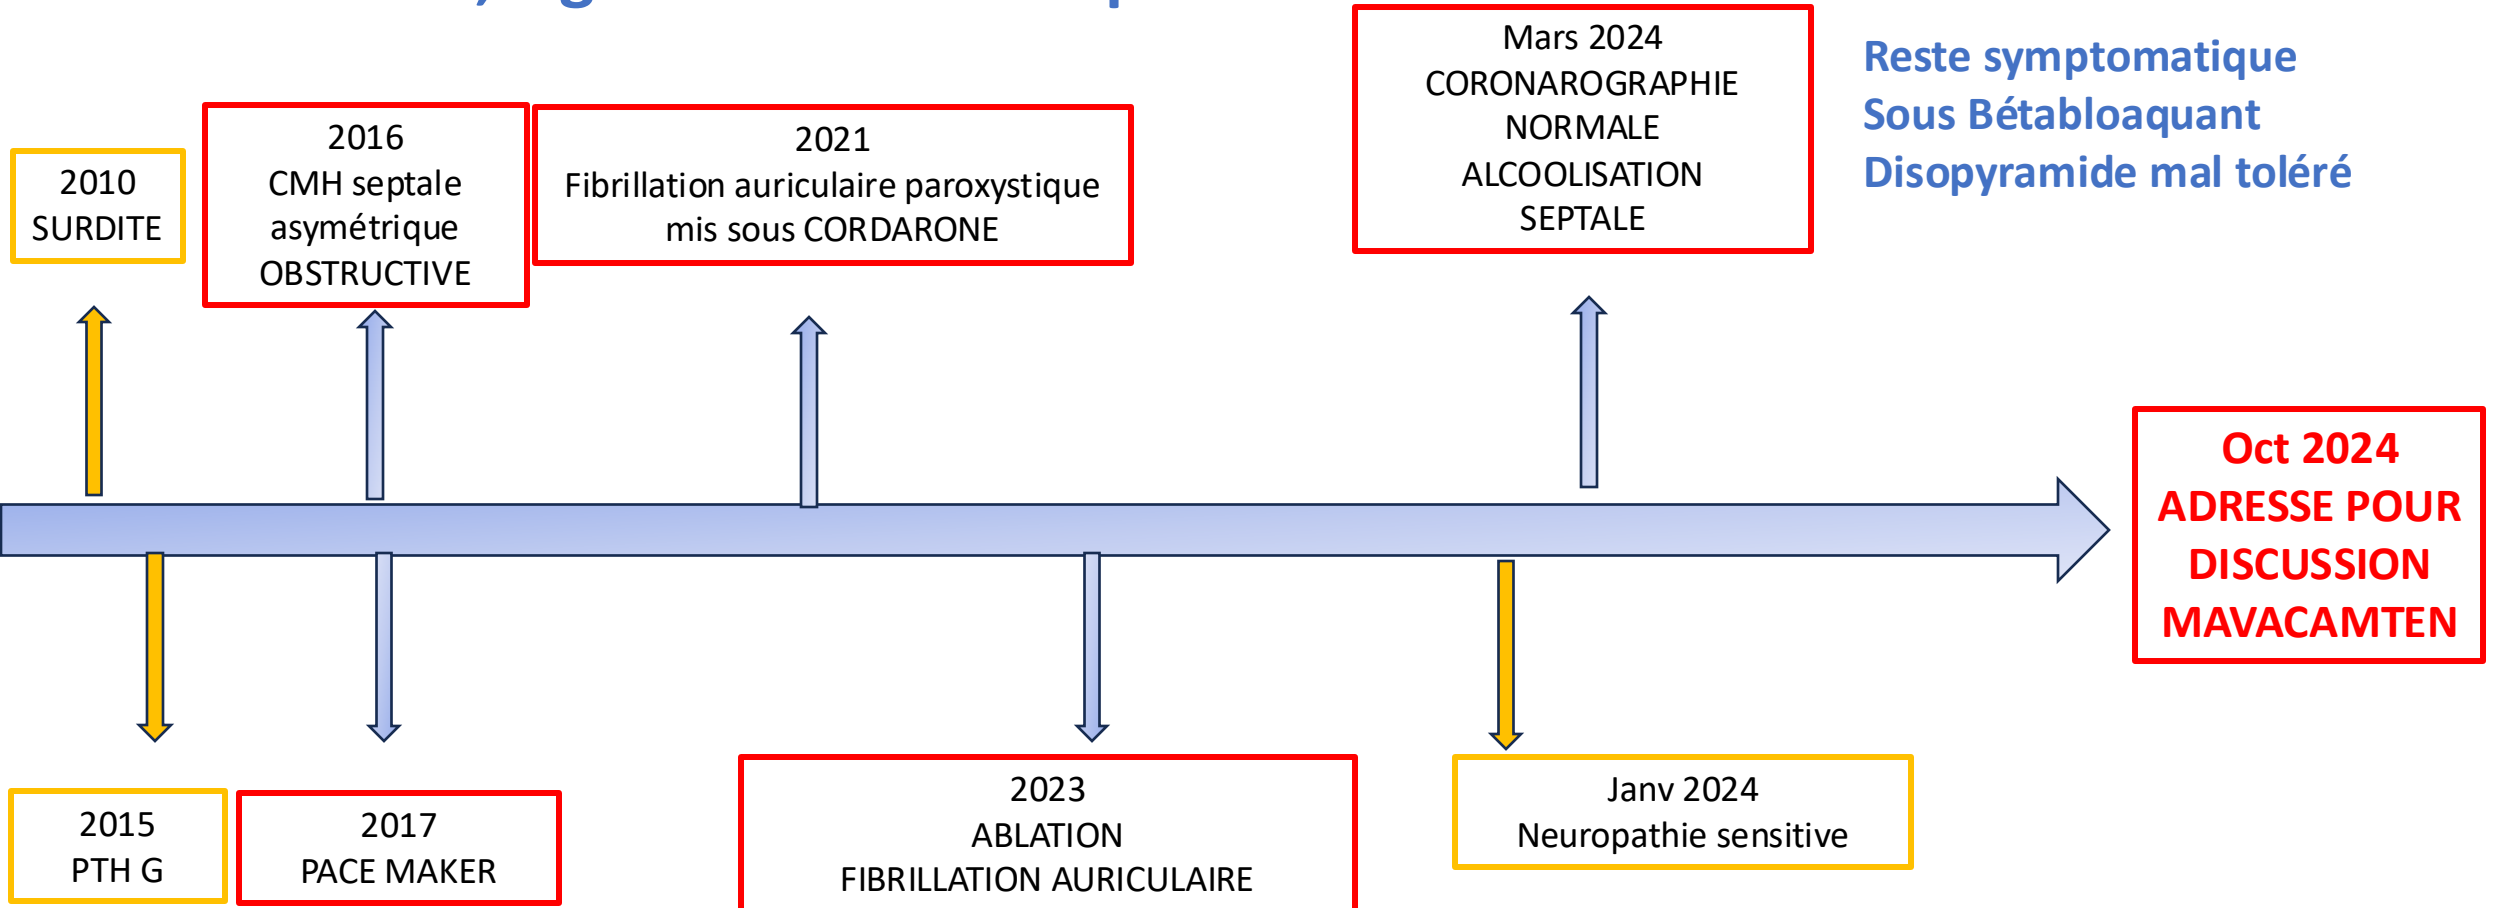 2010
SURDITE
2016
CMH septale
asymétrique
OBSTRUCTIVE
2021
Fibrillation auriculaire paroxystique
mis sous CORDARONE
Mars 2024
CORONAROGRAPHIE
NORMALE
ALCOOLISATION
SEPTALE
Reste symptomatique
Sous Bétabloaquant
Disopyramide mal toléré
Oct 2024
ADRESSE POUR
DISCUSSION
MAVACAMTEN
2015
PTH G
2017
PACE MAKER
2023
ABLATION
FIBRILLATION AURICULAIRE
Janv 2024
Neuropathie sensitive